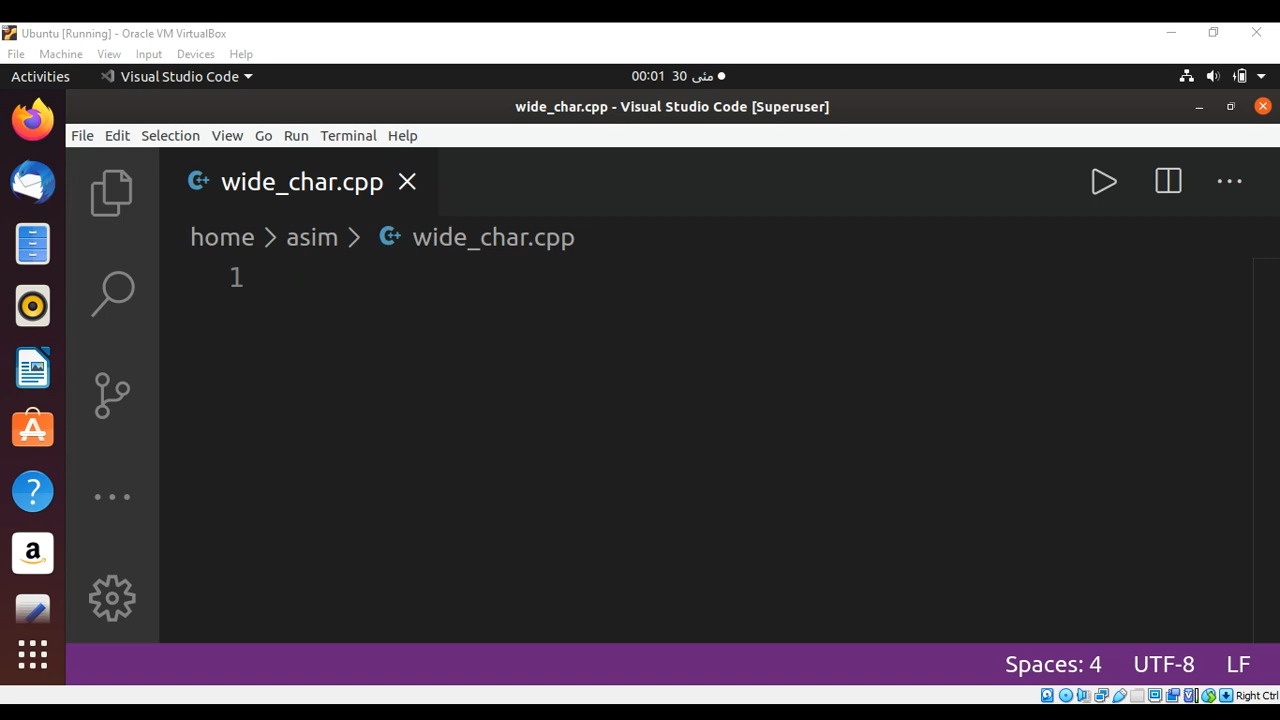 Ubuntu [Running] - Oracle VM VirtualBox
File Machine View Input Devices Help
Activities Visual Studio Code 00:01 30 مئی
wide_char.cpp - Visual Studio Code [Superuser]
File Edit Selection View Go Run Terminal Help
wide_char.cpp
home > asim > wide_char.cpp
1
Spaces: 4 UTF-8 LF
Right Ctrl